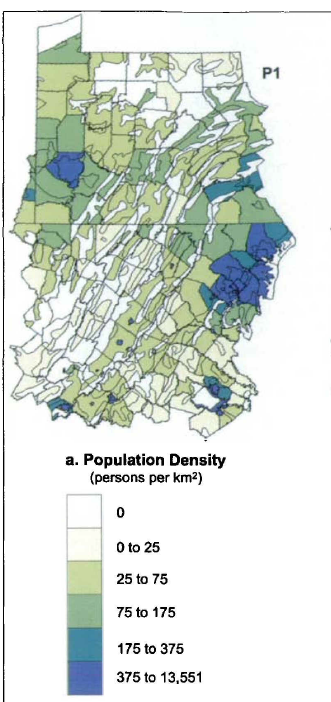 P1
a. Population Density
(persons per km²)
0
0 to 25
25 to 75
75 to 175
175 to 375
375 to 13,551